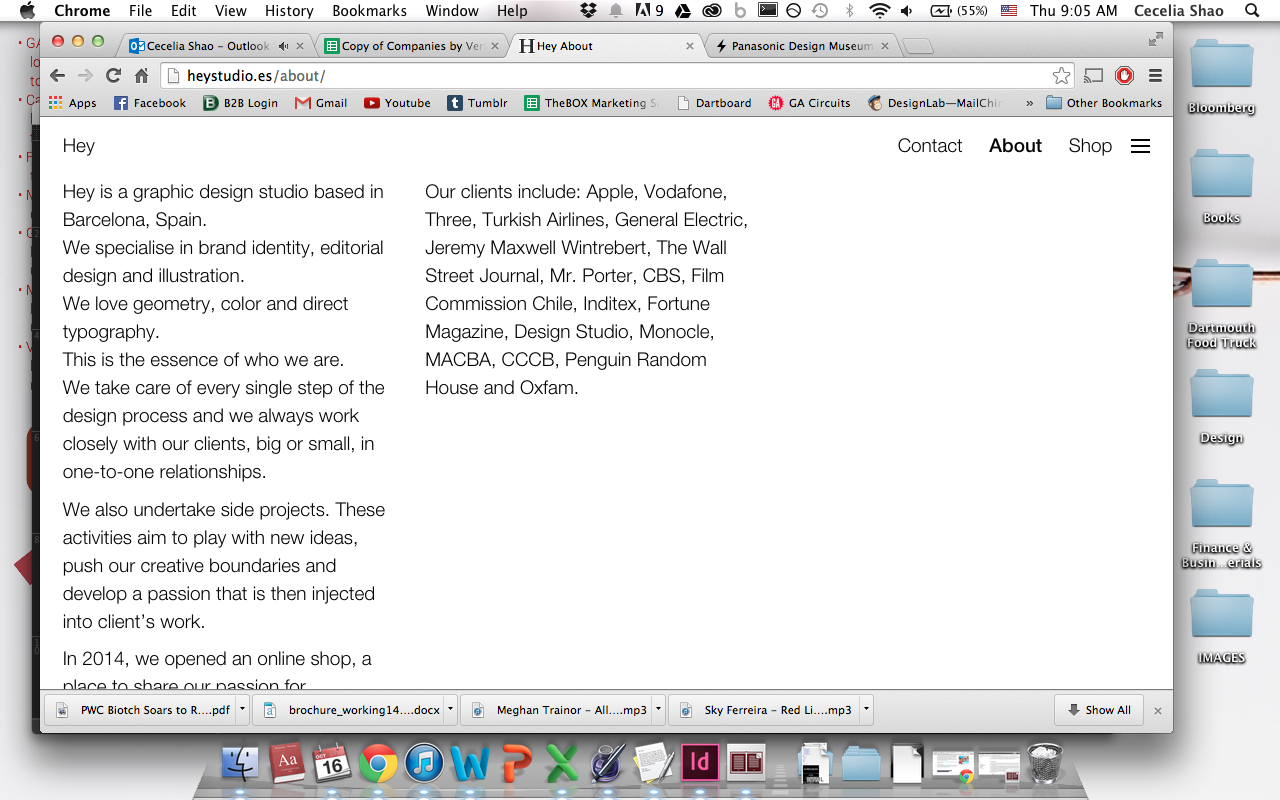 Chrome File Edit View History Bookmarks Window Help 9 (55%) Thu 9:05 AM Cecelia Shao
Cecelia Shao – Outlook
Copy of Companies by Ver
Hey About
Panasonic Design Museum
heystudio.es/about/
Apps Facebook B2B Login Gmail Youtube Tumblr TheBOX Marketing S Dartboard GA Circuits DesignLab—MailChim » Other Bookmarks
Hey
Contact About Shop
Hey is a graphic design studio based in
Barcelona, Spain.
We specialise in brand identity, editorial
design and illustration.
We love geometry, color and direct
typography.
This is the essence of who we are.
We take care of every single step of the
design process and we always work
closely with our clients, big or small, in
one-to-one relationships.
We also undertake side projects. These
activities aim to play with new ideas,
push our creative boundaries and
develop a passion that is then injected
into client's work.
In 2014, we opened an online shop, a
place to share our passion for
Our clients include: Apple, Vodafone,
Three, Turkish Airlines, General Electric,
Jeremy Maxwell Wintrebert, The Wall
Street Journal, Mr. Porter, CBS, Film
Commission Chile, Inditex, Fortune
Magazine, Design Studio, Monocle,
MACBA, CCCB, Penguin Random
House and Oxfam.
PWC Biotch Soars to R....pdf
brochure_working14....docx
Meghan Trainor – All....mp3
Sky Ferreira – Red Li....mp3
Show All
Bloomberg
Books
Dartmouth
Food Truck
Design
Finance &
Busin...erials
IMAGES
Aa
OCT
16
Id